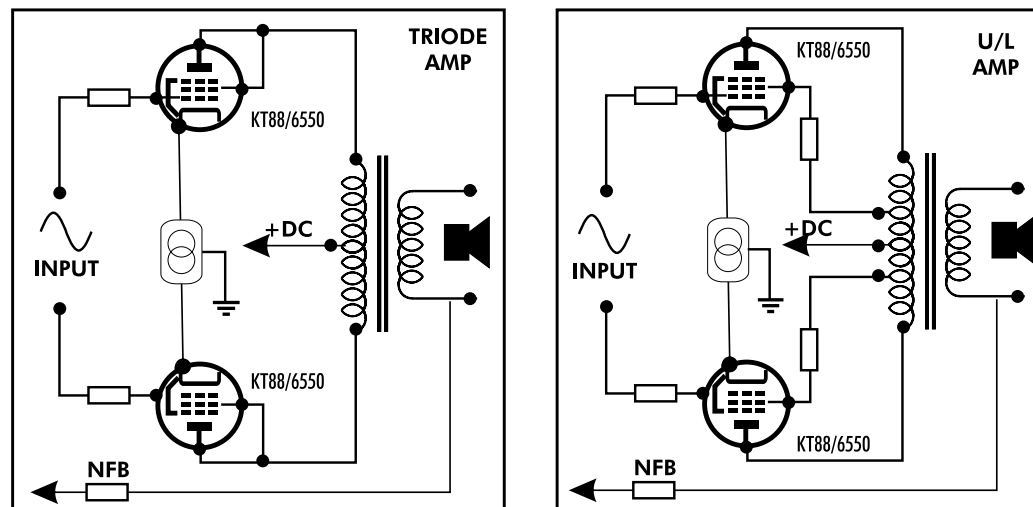 TRIODE
AMP
KT88/6550
+DC
INPUT
KT88/6550
NFB
KT88/6550
U/L
AMP
+DC
INPUT
KT88/6550
NFB